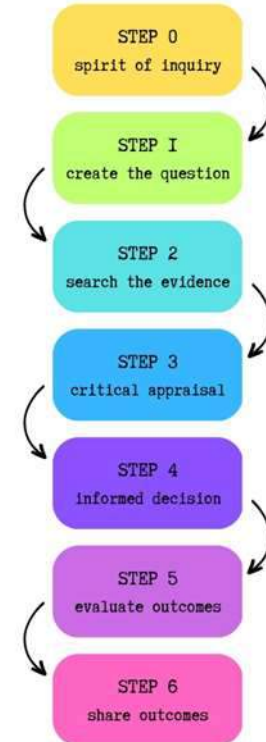 STEP 0
spirit of inquiry
STEP I
create the question
STEP 2
search the evidence
STEP 3
critical appraisal
STEP 4
informed decision
STEP 5
evaluate outcomes
STEP 6
share outcomes